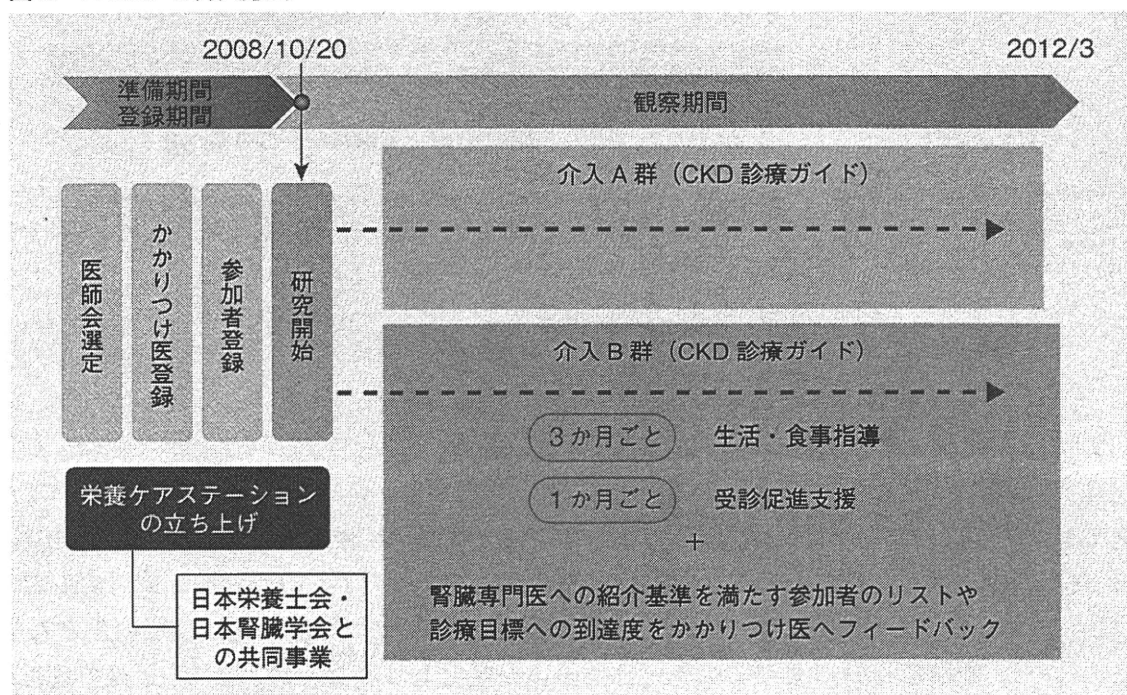 2008/10/20
2012/3
準備期間
登録期間
観察期間
医師会選定
かかりつけ医登録
参加者登録
研究開始
介入 A 群（CKD 診療ガイド）
介入 B 群（CKD 診療ガイド）
3 か月ごと 生活・食事指導
1 か月ごと 受診促進支援
+
腎臓専門医への紹介基準を満たす参加者のリストや
診療目標への到達度をかかりつけ医へフィードバック
栄養ケアステーション
の立ち上げ
日本栄養士会・
日本腎臓学会と
の共同事業